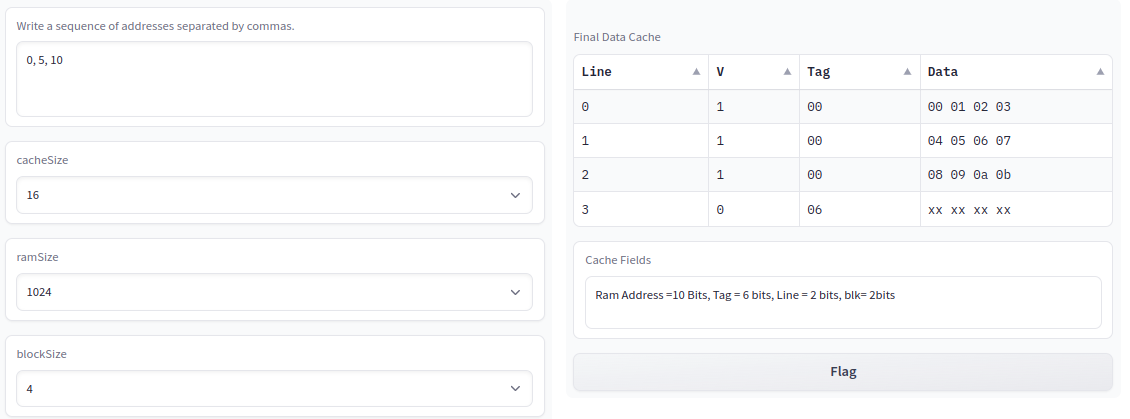 Write a sequence of addresses separated by commas.
0, 5, 10
cacheSize
16
ramSize
1024
blockSize
4
Final Data Cache
Line V Tag Data
0 1 00 00 01 02 03
1 1 00 04 05 06 07
2 1 00 08 09 0a 0b
3 0 06 xx xx xx xx
Cache Fields
Ram Address =10 Bits, Tag = 6 bits, Line = 2 bits, blk= 2bits
Flag